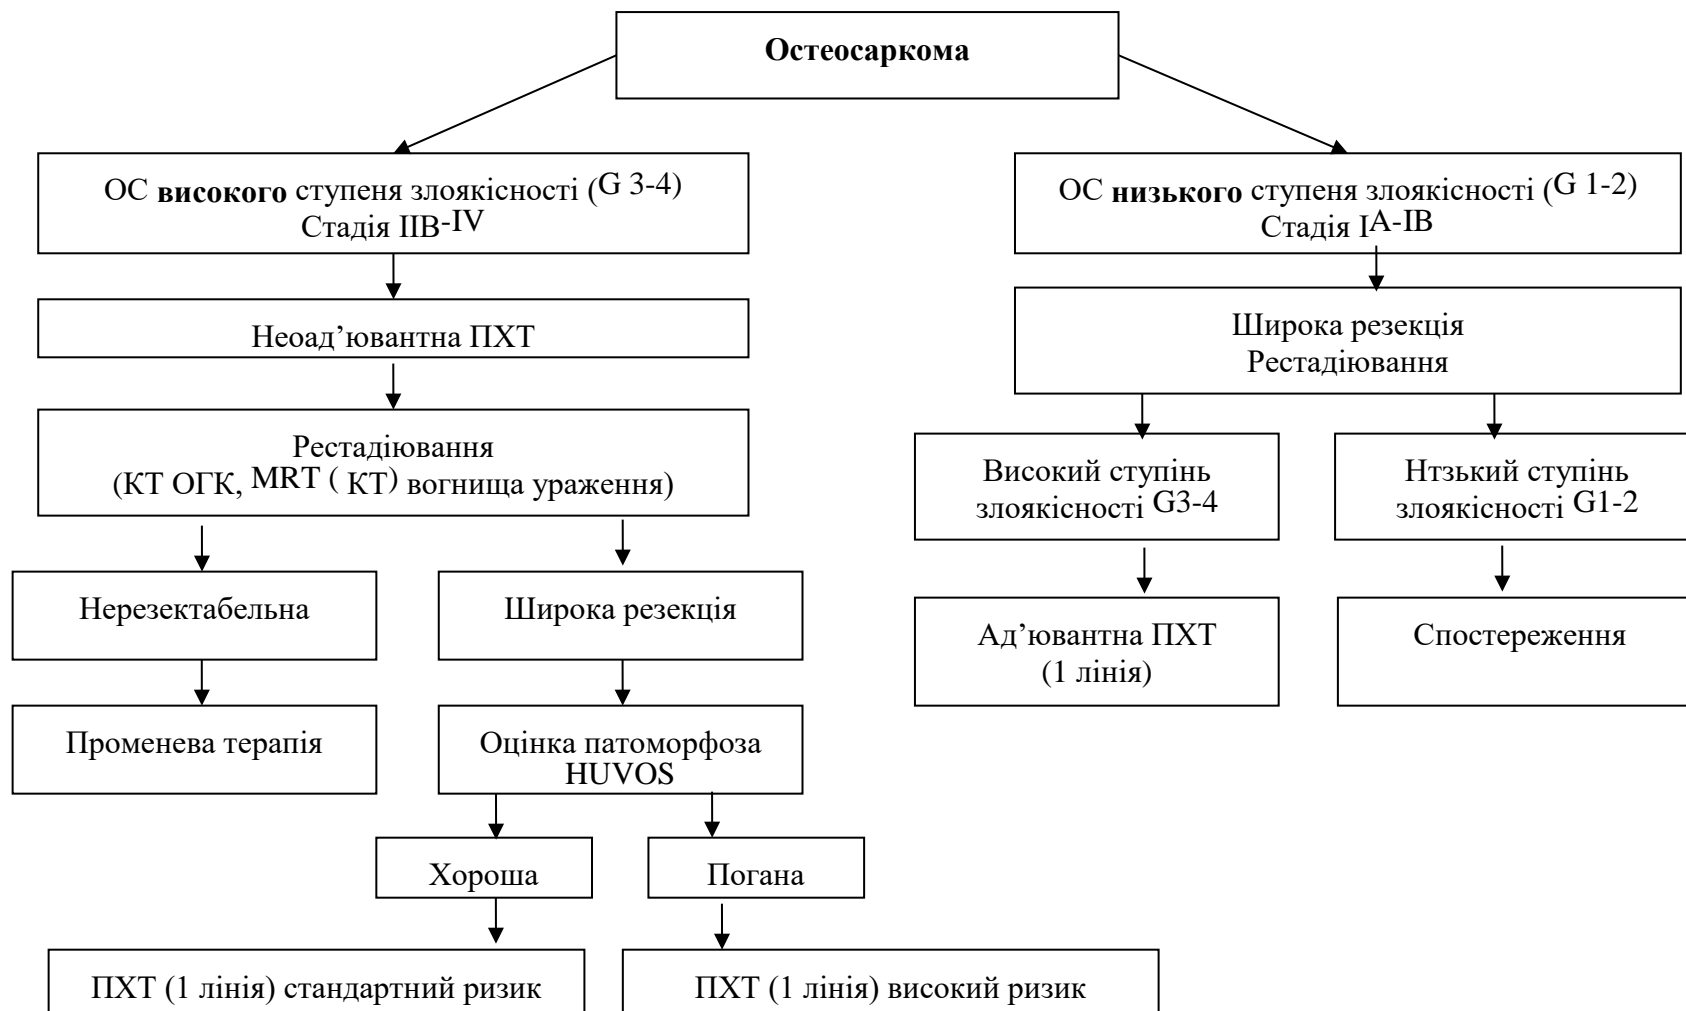 Остеосаркома
ОС високого ступеня злоякісності (G 3-4)
Стадія IIB-IV
ОС низького ступеня злоякісності (G 1-2)
Стадія IA-IB
Неоад’ювантна ПХТ
Широка резекція
Рестадіювання
Рестадіювання
(КТ ОГК, MRT ( КТ) вогнища ураження)
Високий ступінь
злоякісності G3-4
Нтзький ступінь
злоякісності G1-2
Нерезектабельна
Широка резекція
Ад’ювантна ПХТ
(1 лінія)
Спостереження
Променева терапія
Оцінка патоморфоза
HUVOS
Хороша
Погана
ПХТ (1 лінія) стандартний ризик
ПХТ (1 лінія) високий ризик